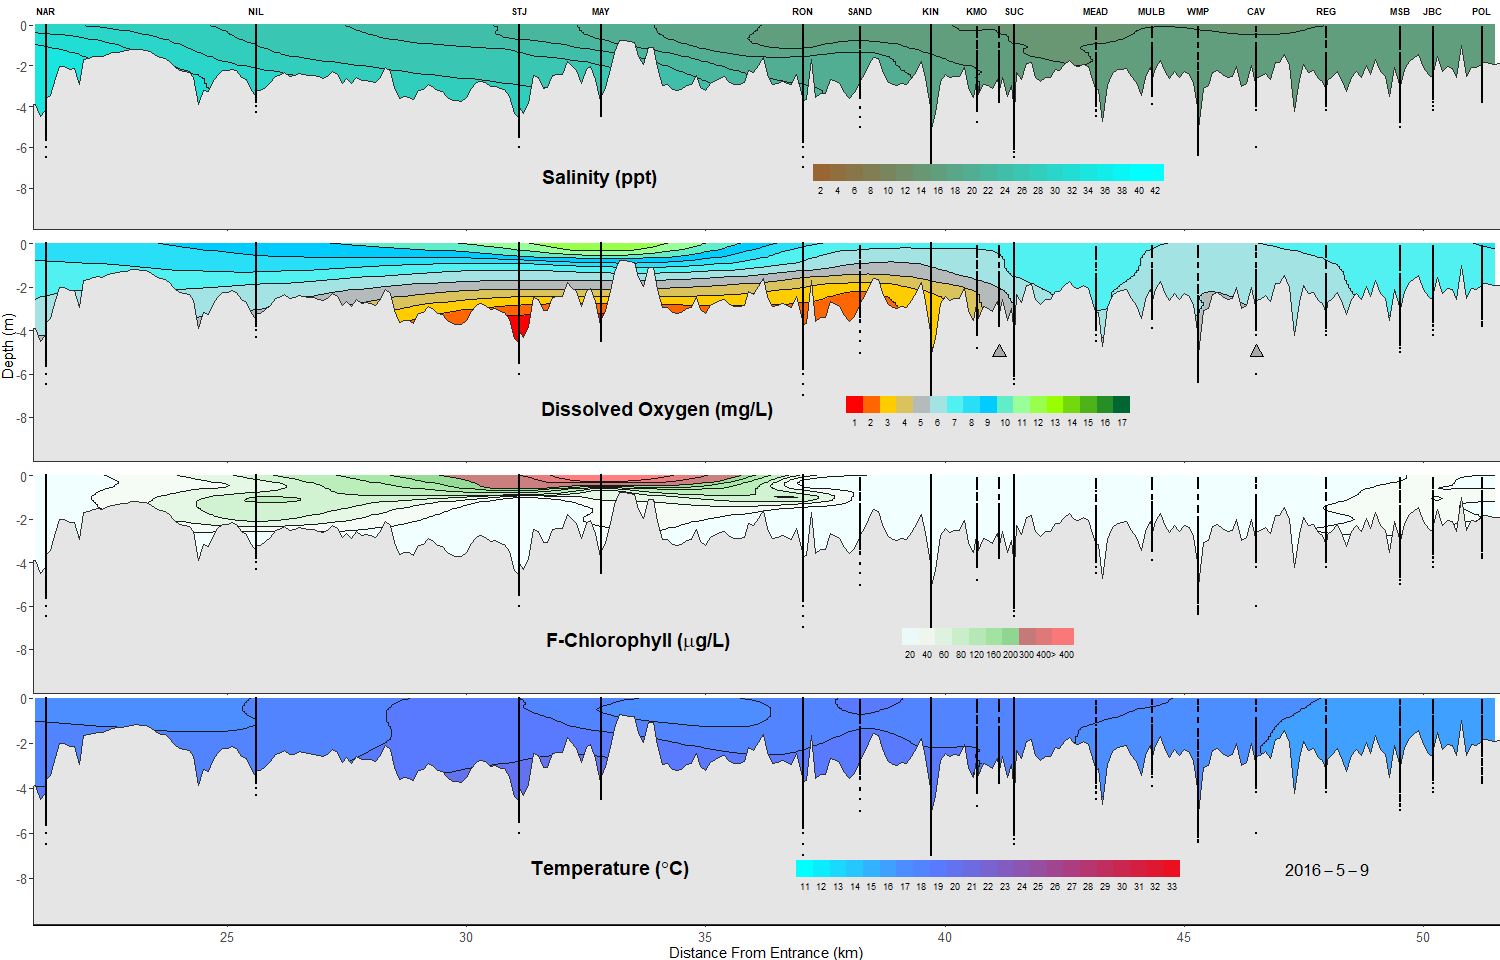 NAR NIL STJ MAY RON SAND KIN KMO SUC MEAD MULB WMP CAV REG MSB JBC POL
0
-2
-4
-6
-8
Salinity (ppt)
2 4 6 8 10 12 14 16 18 20 22 24 26 28 30 32 34 36 38 40 42
0
-2
-4
-6
-8
Depth (m)
Dissolved Oxygen (mg/L)
1 2 3 4 5 6 7 8 9 10 11 12 13 14 15 16 17
0
-2
-4
-6
-8
F-Chlorophyll (μg/L)
20 40 60 80 120 160 200 300 400> 400
0
-2
-4
-6
-8
Temperature (°C)
11 12 13 14 15 16 17 18 19 20 21 22 23 24 25 26 27 28 29 30 31 32 33
2016 – 5 – 9
25 30 35 40 45 50
Distance From Entrance (km)